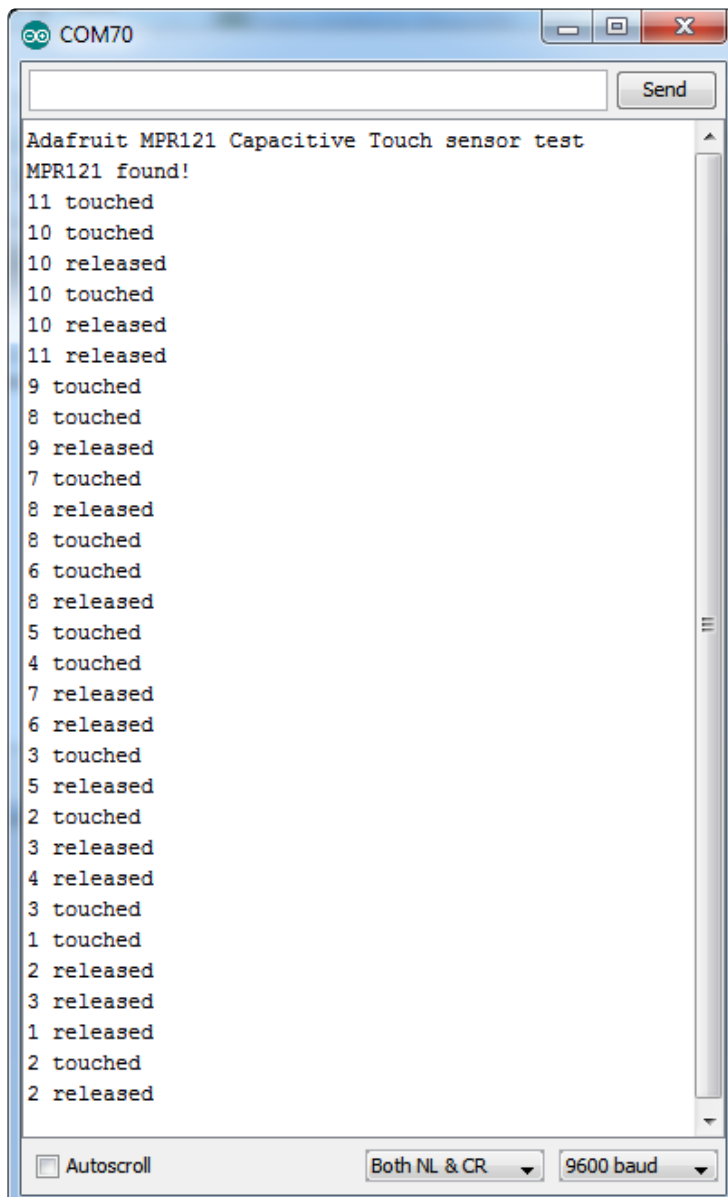 COM70
Send
Adafruit MPR121 Capacitive Touch sensor test
MPR121 found!
11 touched
10 touched
10 released
10 touched
10 released
11 released
9 touched
8 touched
9 released
7 touched
8 released
8 touched
6 touched
8 released
5 touched
4 touched
7 released
6 released
3 touched
5 released
2 touched
3 released
4 released
3 touched
1 touched
2 released
3 released
1 released
2 touched
2 released
Autoscroll Both NL & CR 9600 baud